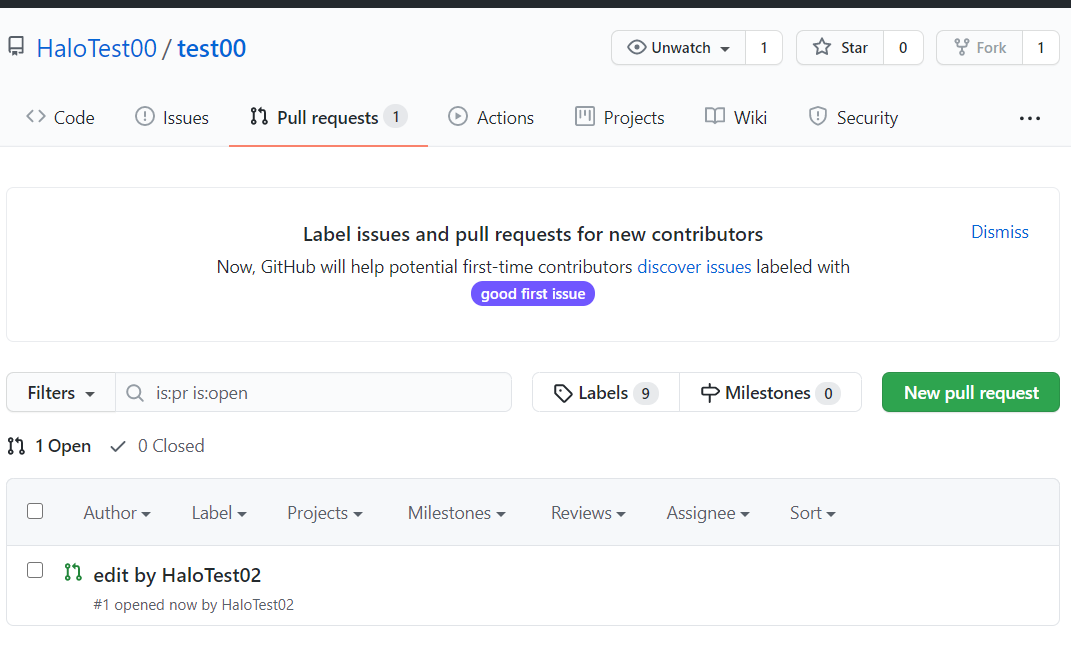 HaloTest00 / test00
Unwatch 1 Star 0 Fork 1
Code Issues Pull requests 1 Actions Projects Wiki Security ...
Label issues and pull requests for new contributors
Dismiss
Now, GitHub will help potential first-time contributors discover issues labeled with
good first issue
Filters is:pr is:open Labels 9 Milestones 0 New pull request
1 Open 0 Closed
Author Label Projects Milestones Reviews Assignee Sort
edit by HaloTest02
#1 opened now by HaloTest02